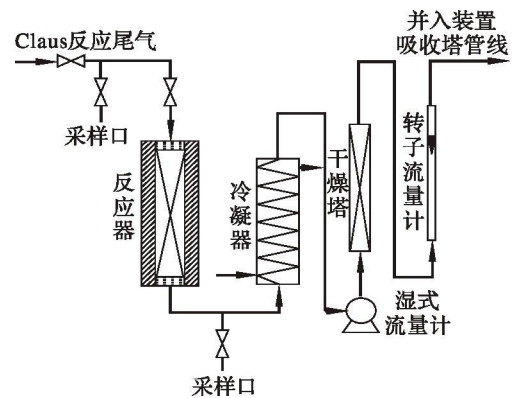 Claus反应尾气
采样口
反应器
采样口
冷凝器
干燥塔
湿式
流量计
转子流量计
并入装置
吸收塔管线